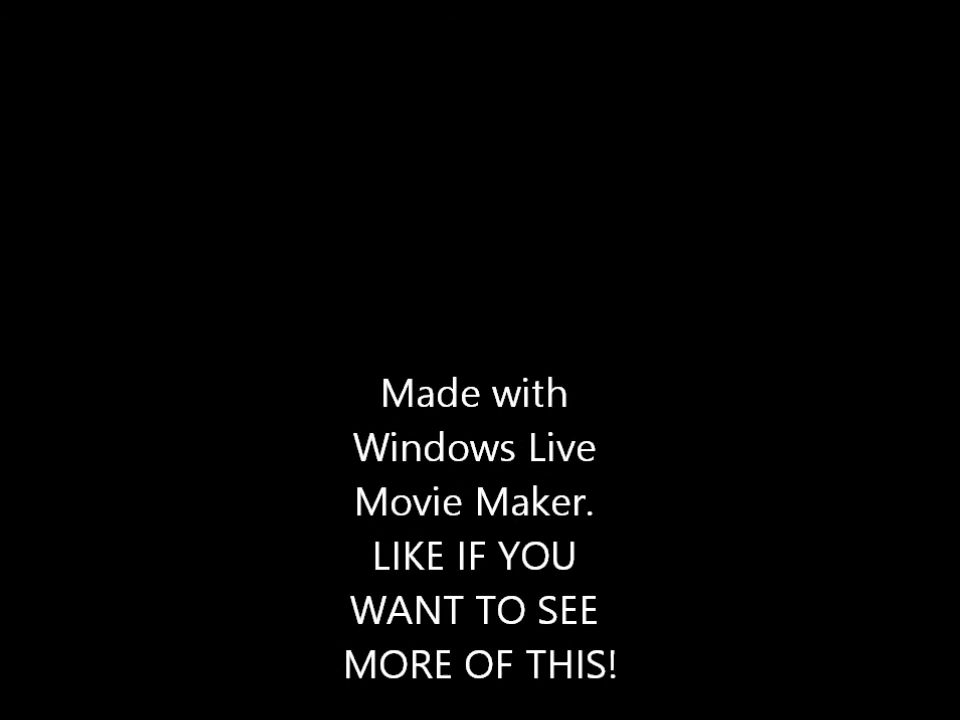 Made with
Windows Live
Movie Maker.
LIKE IF YOU
WANT TO SEE
MORE OF THIS!